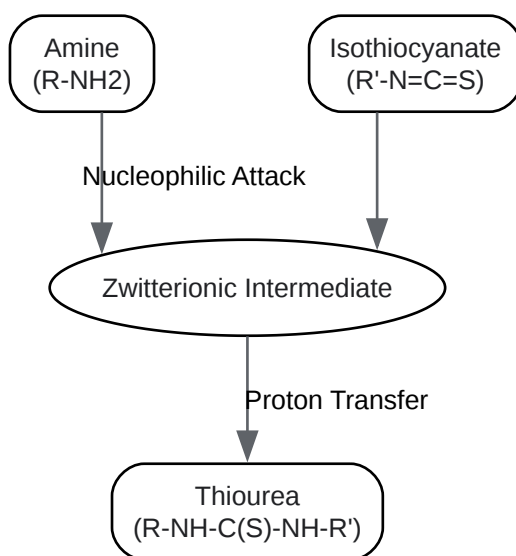 Amine
(R-NH2)
Isothiocyanate
(R'-N=C=S)
Nucleophilic Attack
Zwitterionic Intermediate
Proton Transfer
Thiourea
(R-NH-C(S)-NH-R')